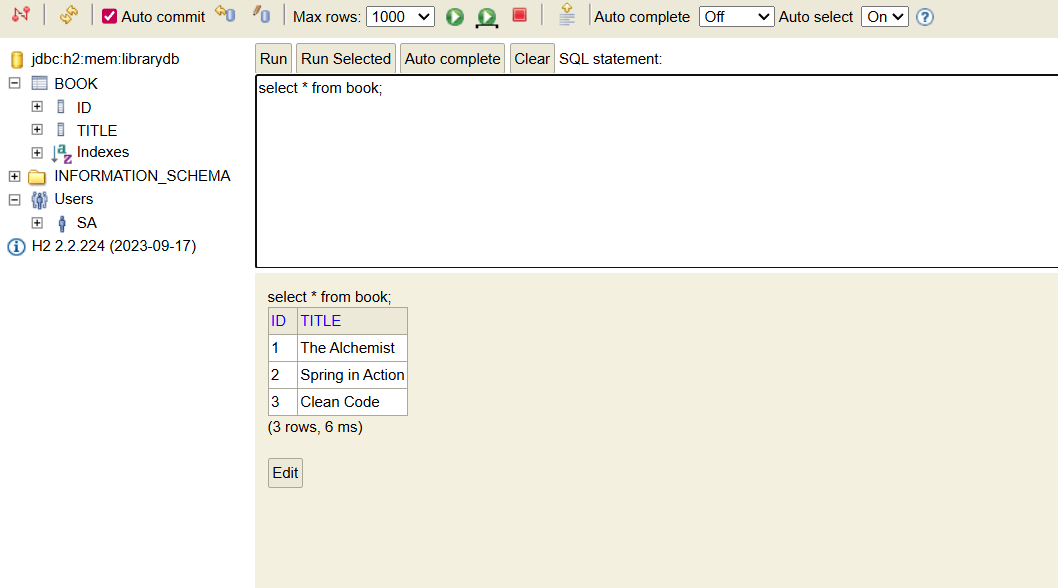 Auto commit Max rows: 1000 Auto complete Off Auto select On ?
jdbc:h2:mem:librarydb
BOOK
ID
TITLE
Indexes
INFORMATION_SCHEMA
Users
SA
H2 2.2.224 (2023-09-17)
Run Run Selected Auto complete Clear SQL statement:
select * from book;
select * from book;
ID TITLE
1 The Alchemist
2 Spring in Action
3 Clean Code
(3 rows, 6 ms)
Edit